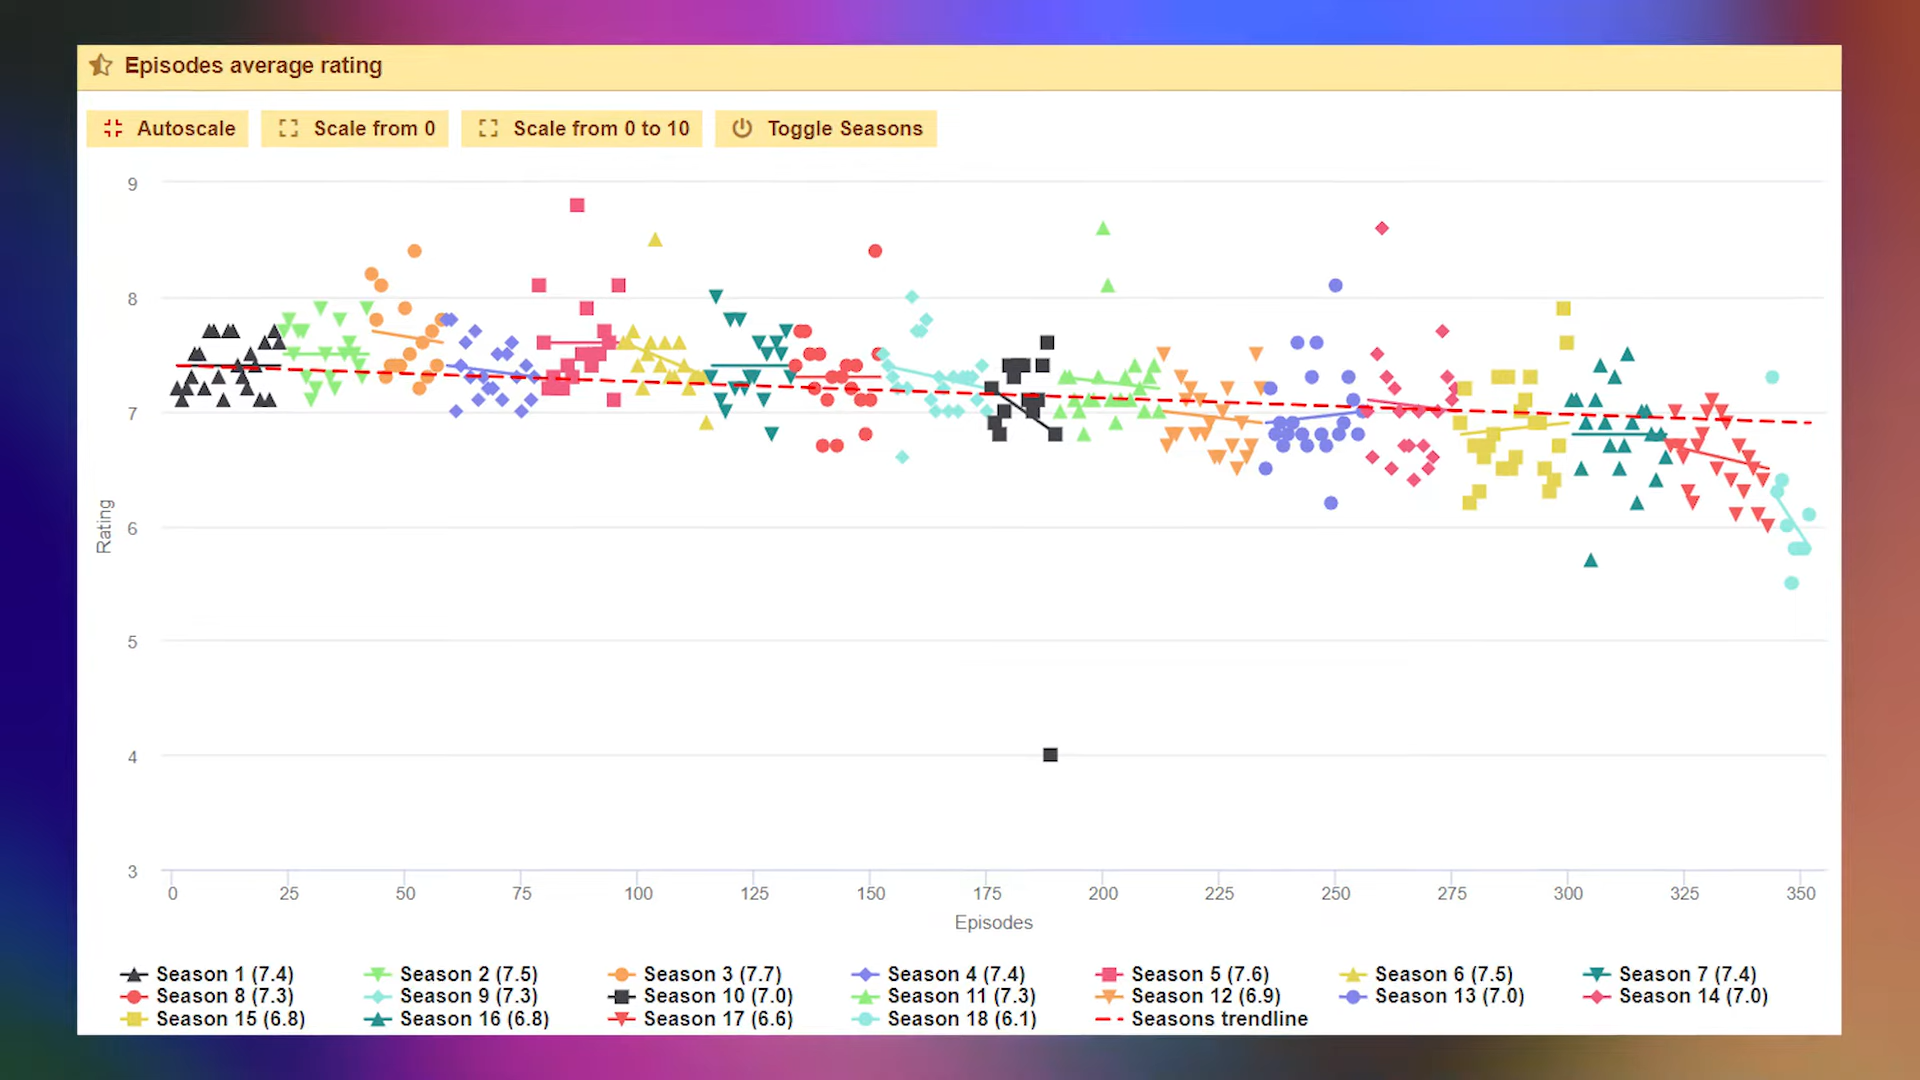 Episodes average rating
Autoscale Scale from 0 Scale from 0 to 10 Toggle Seasons
9
8
7
6
5
4
3
Rating
0 25 50 75 100 125 150 175 200 225 250 275 300 325 350
Episodes
Season 1 (7.4) Season 2 (7.5) Season 3 (7.7) Season 4 (7.4) Season 5 (7.6) Season 6 (7.5) Season 7 (7.4)
Season 8 (7.3) Season 9 (7.3) Season 10 (7.0) Season 11 (7.3) Season 12 (6.9) Season 13 (7.0) Season 14 (7.0)
Season 15 (6.8) Season 16 (6.8) Season 17 (6.6) Season 18 (6.1) Seasons trendline